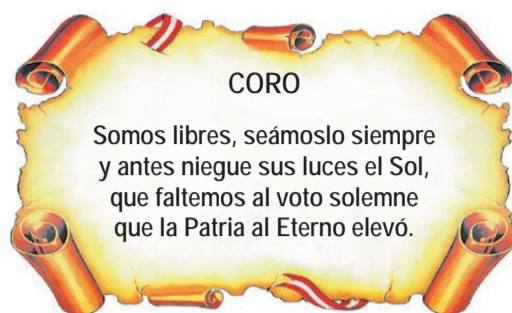 CORO
Somos libres, seámoslo siempre
y antes niegue sus luces el Sol,
que faltemos al voto solemne
que la Patria al Eterno elevó.